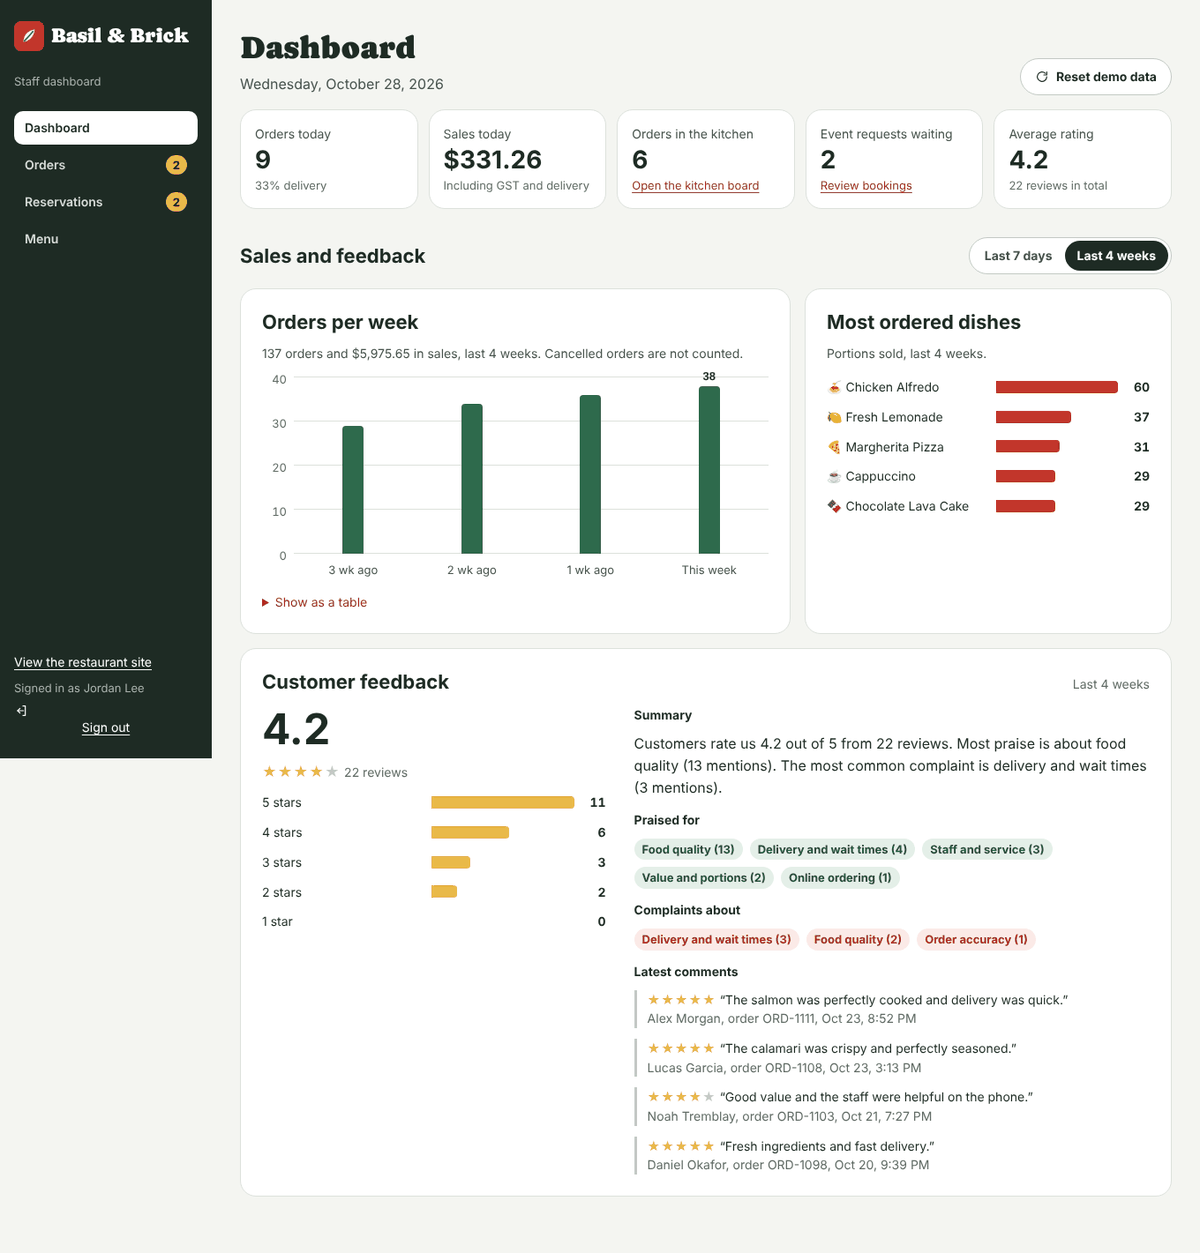 Basil & Brick
Staff dashboard
Dashboard
Orders 2
Reservations 2
Menu
View the restaurant site
Signed in as Jordan Lee
Sign out
Dashboard
Wednesday, October 28, 2026
Reset demo data
Orders today
9
33% delivery
Sales today
$331.26
Including GST and delivery
Orders in the kitchen
6
Open the kitchen board
Event requests waiting
2
Review bookings
Average rating
4.2
22 reviews in total
Sales and feedback
Last 7 days
Last 4 weeks
Orders per week
137 orders and $5,975.65 in sales, last 4 weeks. Cancelled orders are not counted.
40
30
20
10
0
38
3 wk ago
2 wk ago
1 wk ago
This week
Show as a table
Most ordered dishes
Portions sold, last 4 weeks.
Chicken Alfredo 60
Fresh Lemonade 37
Margherita Pizza 31
Cappuccino 29
Chocolate Lava Cake 29
Customer feedback
Last 4 weeks
4.2
22 reviews
5 stars 11
4 stars 6
3 stars 3
2 stars 2
1 star 0
Summary
Customers rate us 4.2 out of 5 from 22 reviews. Most praise is about food
quality (13 mentions). The most common complaint is delivery and wait times
(3 mentions).
Praised for
Food quality (13)
Delivery and wait times (4)
Staff and service (3)
Value and portions (2)
Online ordering (1)
Complaints about
Delivery and wait times (3)
Food quality (2)
Order accuracy (1)
Latest comments
“The salmon was perfectly cooked and delivery was quick.”
Alex Morgan, order ORD-1111, Oct 23, 8:52 PM
“The calamari was crispy and perfectly seasoned.”
Lucas Garcia, order ORD-1108, Oct 23, 3:13 PM
“Good value and the staff were helpful on the phone.”
Noah Tremblay, order ORD-1103, Oct 21, 7:27 PM
“Fresh ingredients and fast delivery.”
Daniel Okafor, order ORD-1098, Oct 20, 9:39 PM